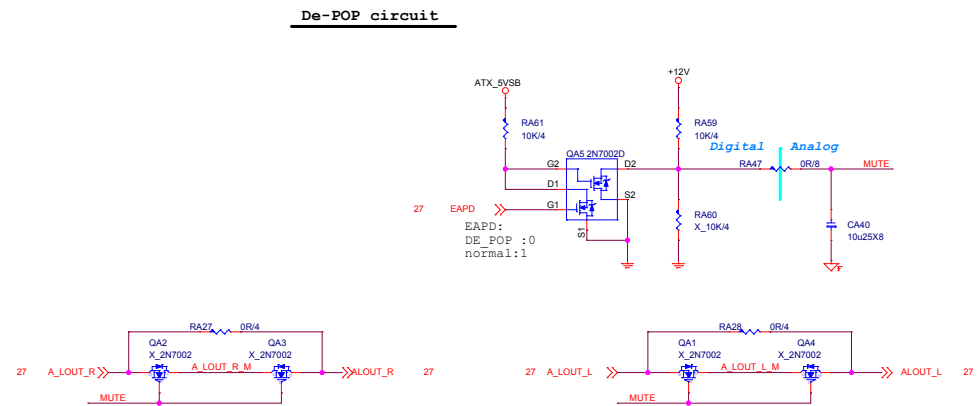 De-POP circuit
ATX_5VSB
+12V
RA61
10K/4
RA59
10K/4
Digital Analog
QA5 2N7002D
G2
D2
RA47
0R/8
MUTE
D1
S2
27
EAPD
G1
S1
EAPD:
DE_POP :0
normal:1
RA60
X_10K/4
CA40
10u25X8
F
RA27
0R/4
QA2
X_2N7002
QA3
X_2N7002
27
A_LOUT_R
A_LOUT_R_M
ALOUT_R
27
MUTE
RA28
0R/4
QA1
X_2N7002
QA4
X_2N7002
27
A_LOUT_L
A_LOUT_L_M
ALOUT_L
27
MUTE